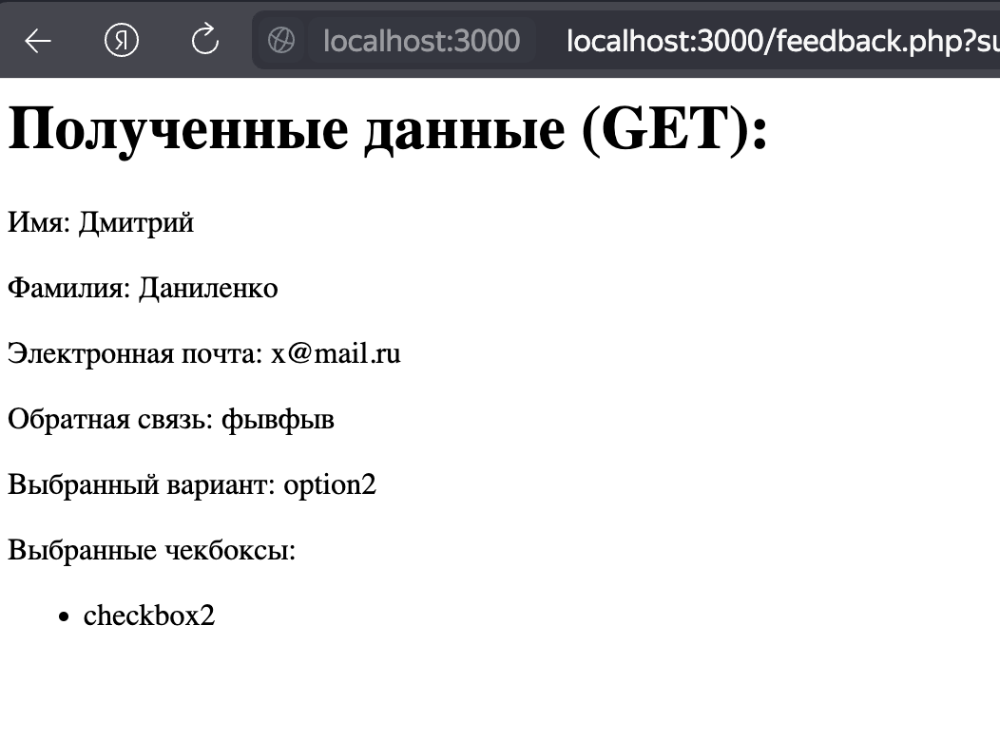 Я localhost:3000 localhost:3000/feedback.php?su
Полученные данные (GET):
Имя: Дмитрий
Фамилия: Даниленко
Электронная почта: x@mail.ru
Обратная связь: фывфыв
Выбранный вариант: option2
Выбранные чекбоксы:
• checkbox2